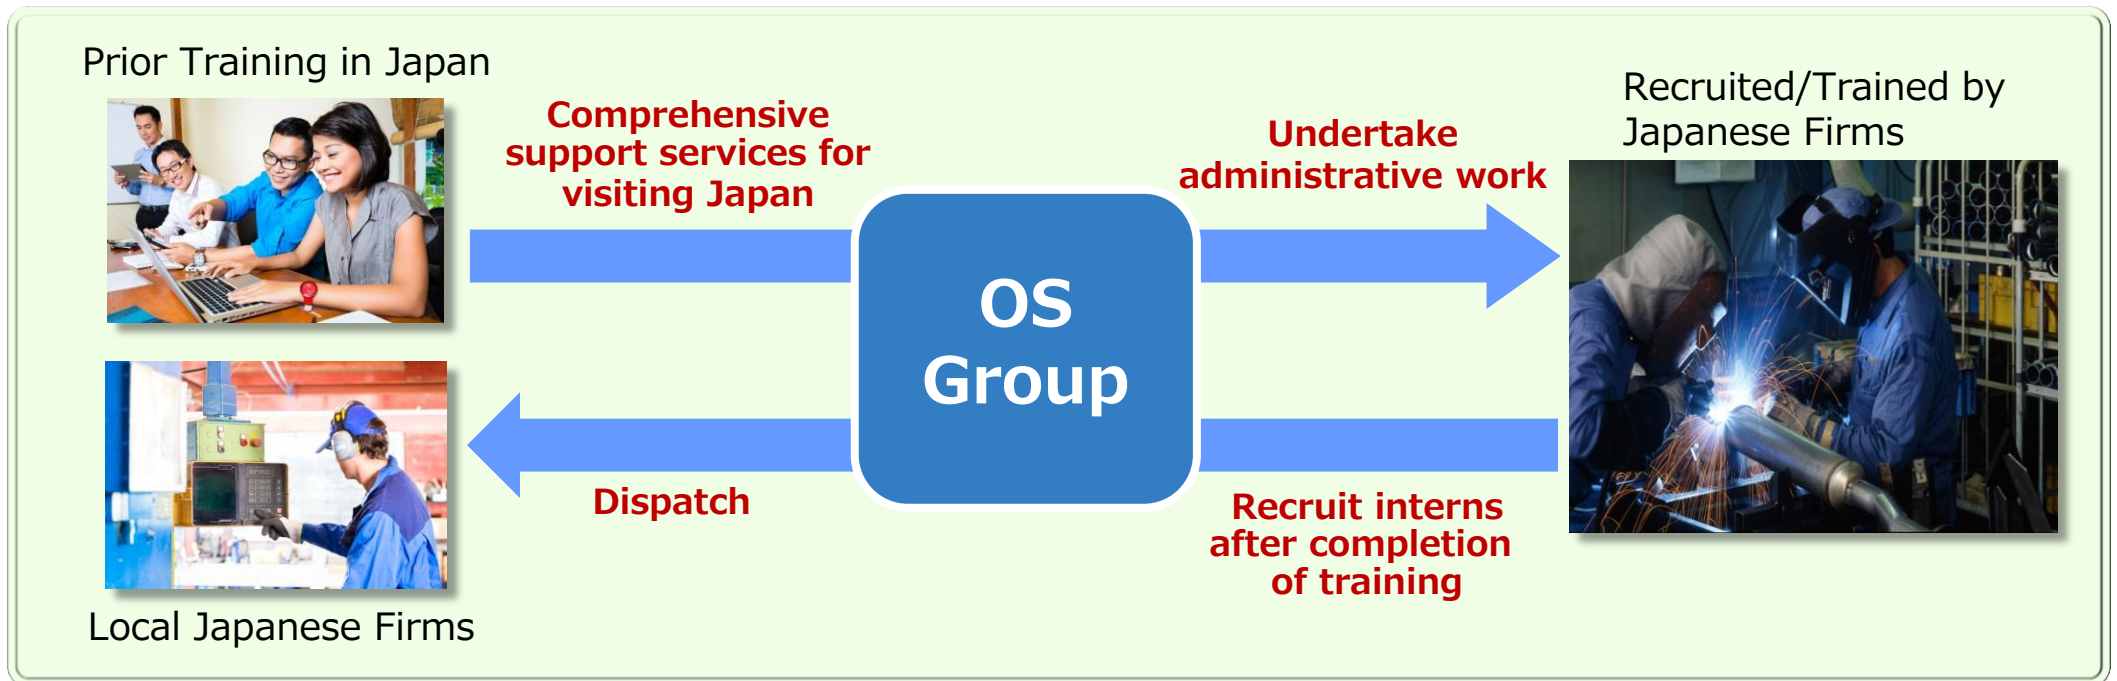 Prior Training in Japan
Comprehensive
support services for
visiting Japan
Undertake
administrative work
Recruited/Trained by
Japanese Firms
OS
Group
Dispatch
Recruit interns
after completion
of training
Local Japanese Firms